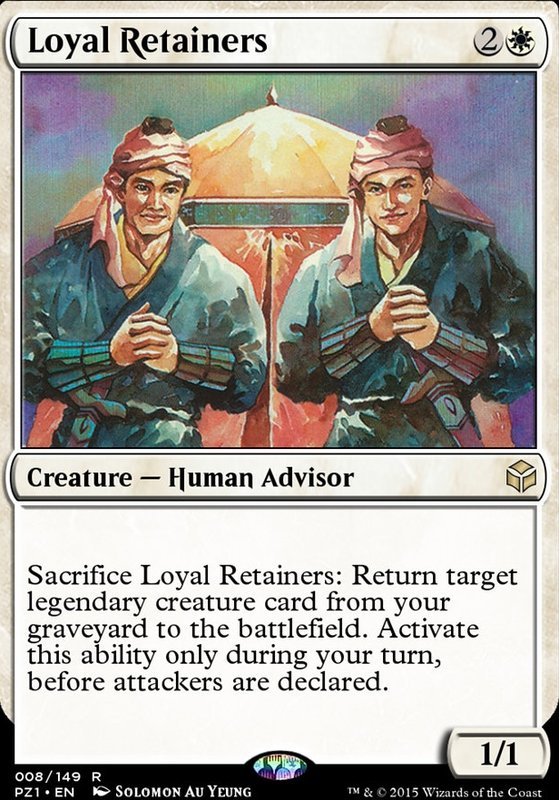 Loyal Retainers 2
Creature — Human Advisor
Sacrifice Loyal Retainers: Return target
legendary creature card from your
graveyard to the battlefield. Activate
this ability only during your turn,
before attackers are declared.
1/1
008/149 R
PZ1 • EN Solomon Au Yeung ™ & © 2015 Wizards of the Coast